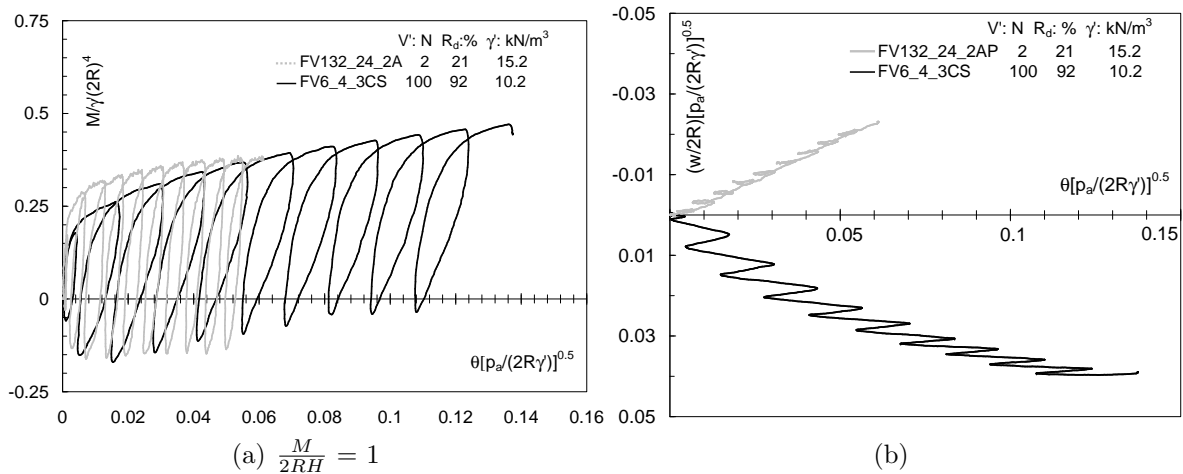 0.75
V': N R_d:% γ': kN/m³
FV132_24_2A 2 21 15.2
FV6_4_3CS 100 92 10.2
M/γ'(2R)⁴
0.5
0.25
0
-0.25
θ[p_a/(2Rγ')]^0.5
0 0.02 0.04 0.06 0.08 0.1 0.12 0.14 0.16
(a) M/2RH = 1
-0.05
V': N R_d:% γ': kN/m³
FV132_24_2AP 2 21 15.2
FV6_4_3CS 100 92 10.2
(w/2R)[p_a/(2Rγ')]^0.5
-0.03
-0.01
θ[p_a/(2Rγ')]^0.5
0.05 0.1 0.15
0.01
0.03
0.05
(b)